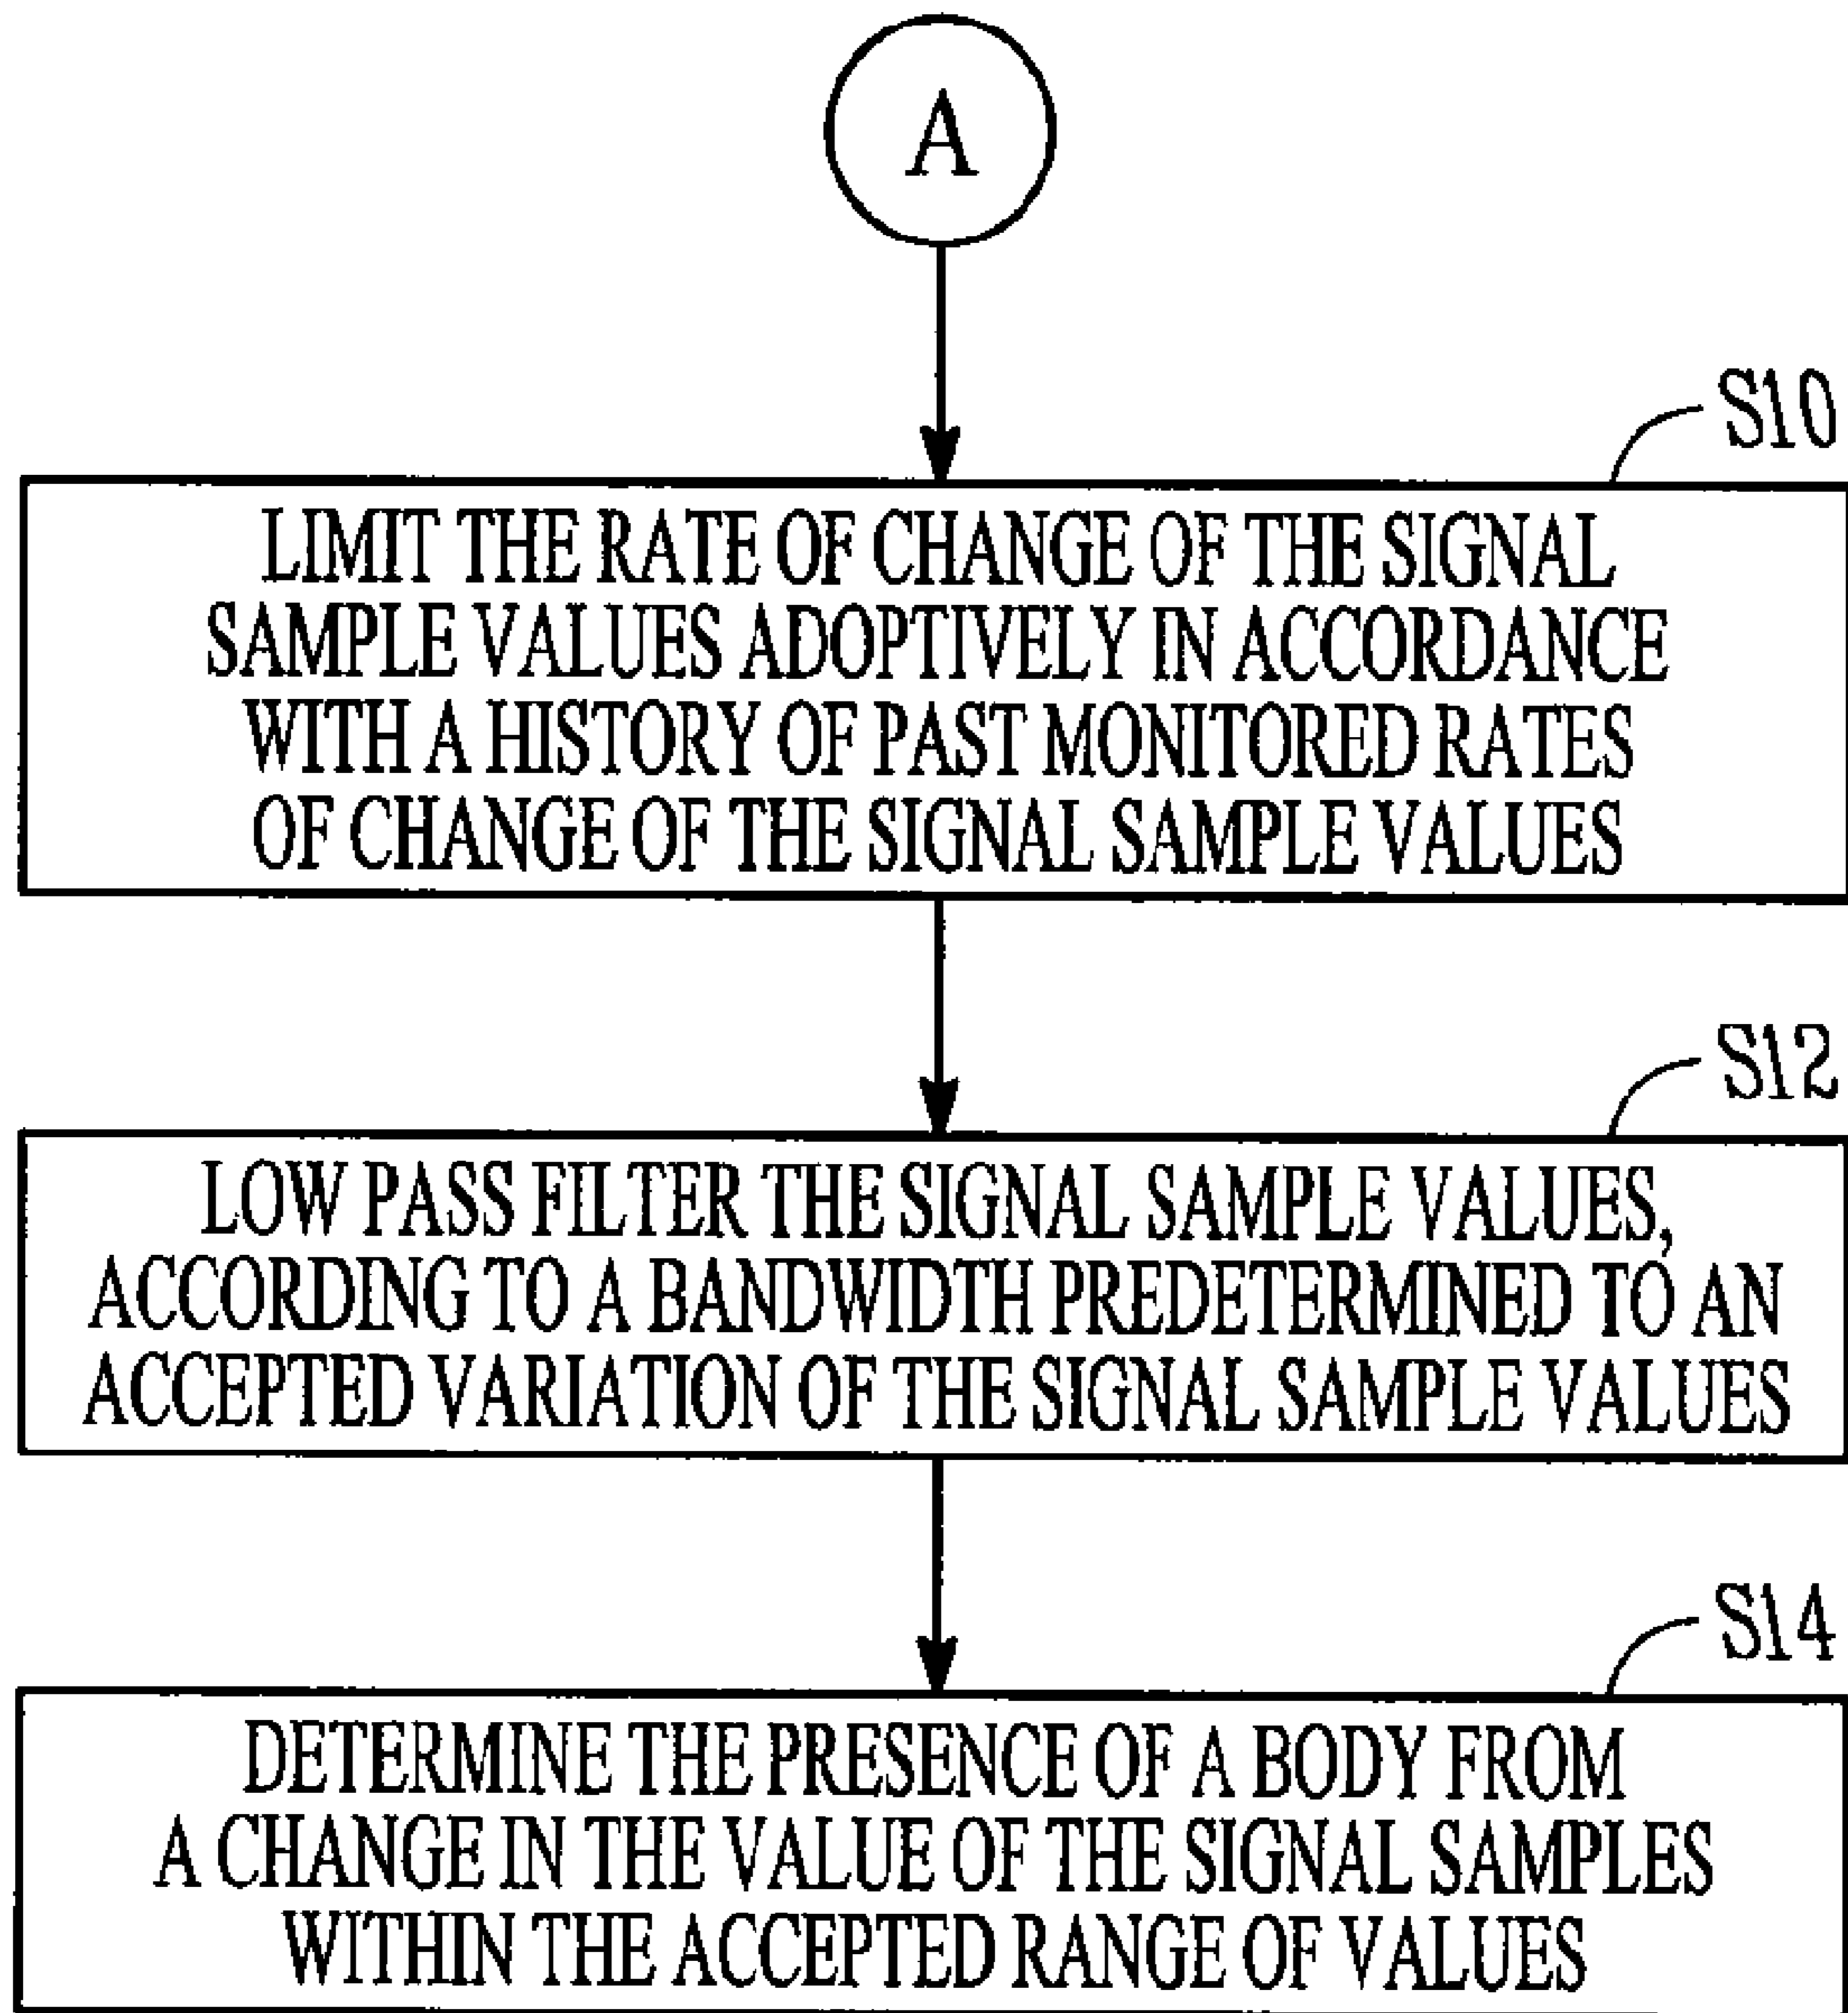 A
S10
LIMIT THE RATE OF CHANGE OF THE SIGNAL
SAMPLE VALUES ADOPTIVELY IN ACCORDANCE
WITH A HISTORY OF PAST MONITORED RATES
OF CHANGE OF THE SIGNAL SAMPLE VALUES
S12
LOW PASS FILTER THE SIGNAL SAMPLE VALUES,
ACCORDING TO A BANDWIDTH PREDETERMINED TO AN
ACCEPTED VARIATION OF THE SIGNAL SAMPLE VALUES
S14
DETERMINE THE PRESENCE OF A BODY FROM
A CHANGE IN THE VALUE OF THE SIGNAL SAMPLES
WITHIN THE ACCEPTED RANGE OF VALUES